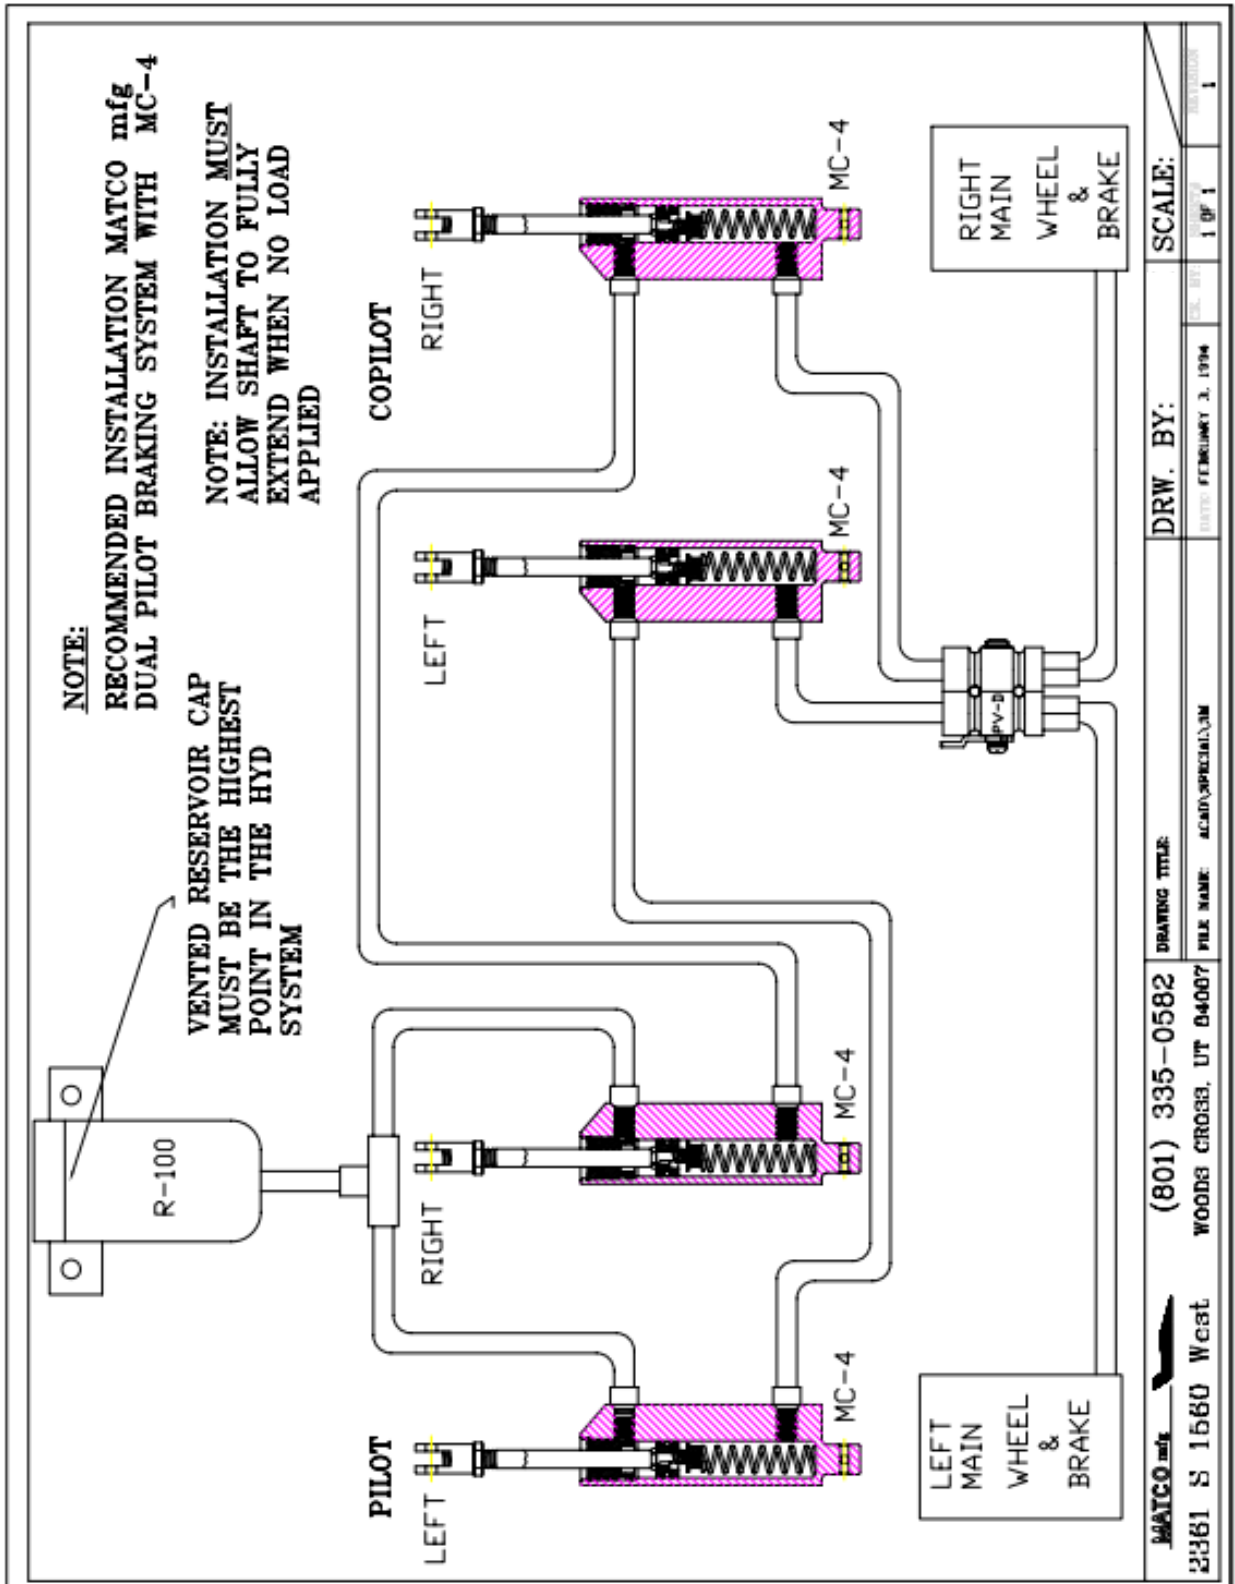 NOTE:
RECOMMENDED INSTALLATION MATCO mfg
DUAL PILOT BRAKING SYSTEM WITH MC-4
NOTE: INSTALLATION MUST
ALLOW SHAFT TO FULLY
EXTEND WHEN NO LOAD
APPLIED
VENTED RESERVOIR CAP
MUST BE THE HIGHEST
POINT IN THE HYD
SYSTEM
R-100
PILOT
COPILOT
LEFT
RIGHT
LEFT
RIGHT
MC-4
MC-4
MC-4
MC-4
PV-D
LEFT
MAIN
WHEEL
&
BRAKE
RIGHT
MAIN
WHEEL
&
BRAKE
MATCO mfg
(801) 335-0582
2361 S 1560 West
WOODS CROSS, UT 84087
DRAWING TITLE:
FILE NAME:
DRW. BY:
SCALE:
DATE: FEBRUARY 3, 1994
CK. BY:
1 OF 1
REVISION
1